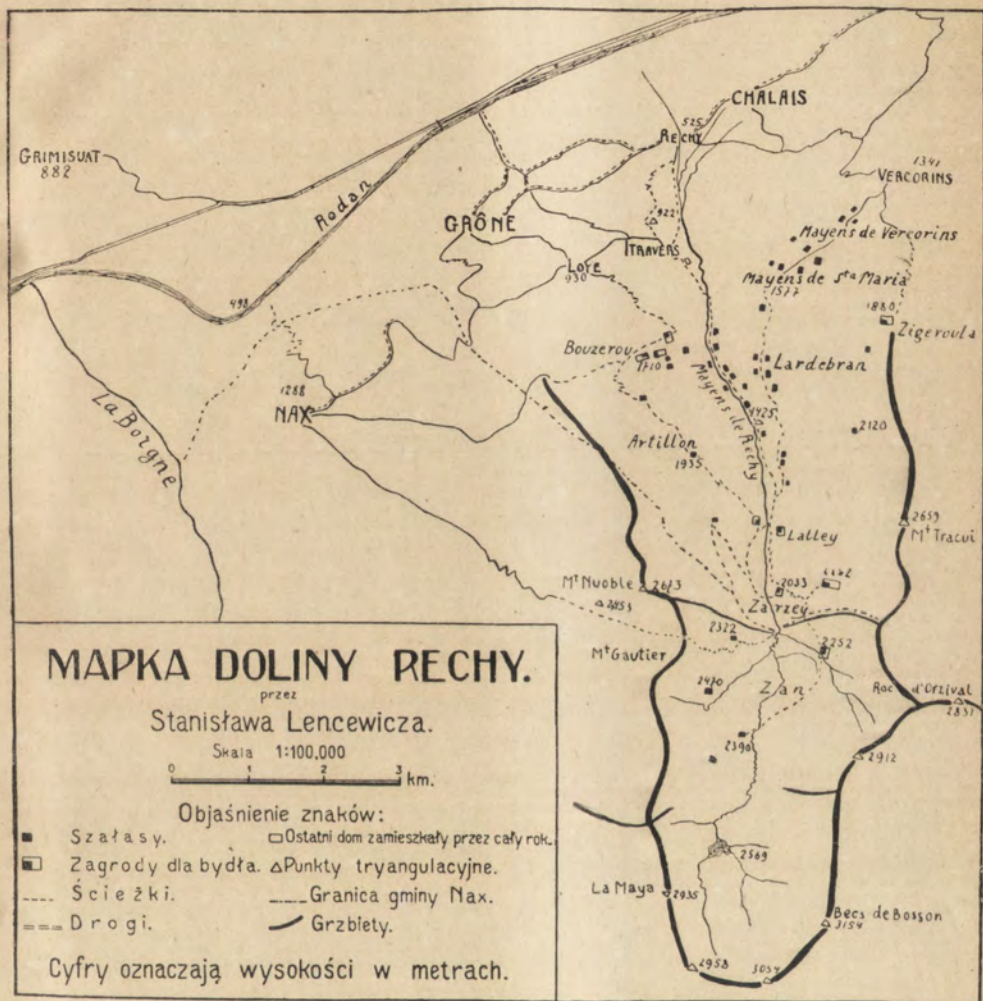 CHALAIS
525
RECHY
GRIMISUAT
882
1341
VERCORINS
Rodan
922
GRÔNE
Mayens de Vercorins
ITRAVERS
LOYE
930
Mayens de Sta Maria
1577
498
1880
Zigeroula
Bouzerou
1710
Lardebran
Mayens de Rechy
1288
NAX
1425
2120
La Borgne
Artillon
1935
2659
Mt Tracui
Lalley
Mt Nuoble
2673
2033
Zarzey
2322
2252
Mt Gautier
Roc d'Orzival
2470
Zan
2390
2912
2569
La Maya
2935
Becs de Bosson
3154
2958
MAPKA DOLINY RECHY.
przez
Stanisława Lencewicza.
Skala 1:100,000
0 1 2 3 km.
Objaśnienie znaków:
Szałasy.
Ostatni dom zamieszkały przez cały rok.
Zagrody dla bydła.
Punkty tryangulacyjne.
Ścieżki.
Granica gminy Nax.
Drogi.
Grzbiety.
Cyfry oznaczają wysokości w metrach.